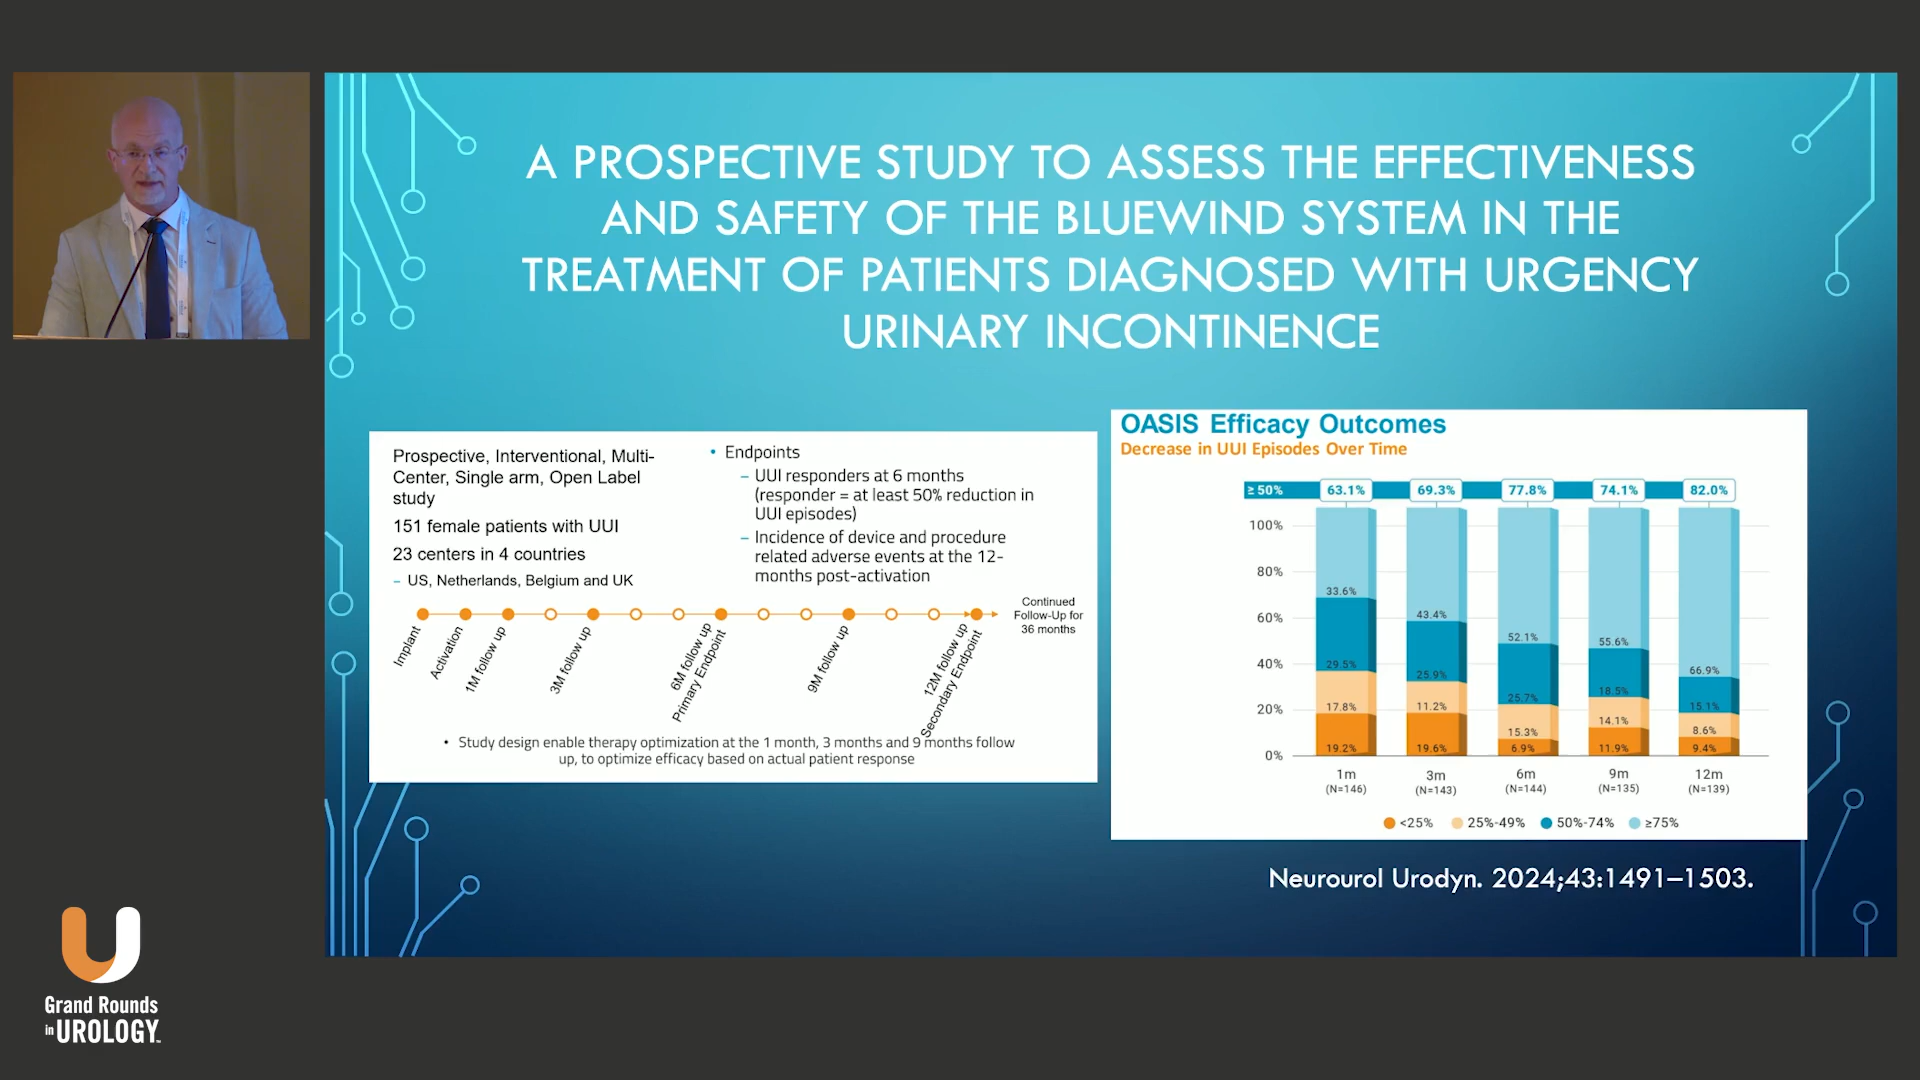 A PROSPECTIVE STUDY TO ASSESS THE EFFECTIVENESS
AND SAFETY OF THE BLUEWIND SYSTEM IN THE
TREATMENT OF PATIENTS DIAGNOSED WITH URGENCY
URINARY INCONTINENCE
Prospective, Interventional, Multi-
Center, Single arm, Open Label
study
151 female patients with UUI
23 centers in 4 countries
– US, Netherlands, Belgium and UK
• Endpoints
– UUI responders at 6 months
(responder = at least 50% reduction in
UUI episodes)
– Incidence of device and procedure
related adverse events at the 12-
months post-activation
Implant
Activation
1M follow up
3M follow up
6M follow up
Primary Endpoint
9M follow up
12M follow up
Secondary Endpoint
Continued
Follow-Up for
36 months
• Study design enable therapy optimization at the 1 month, 3 months and 9 months follow
up, to optimize efficacy based on actual patient response
OASIS Efficacy Outcomes
Decrease in UUI Episodes Over Time
≥ 50% 63.1% 69.3% 77.8% 74.1% 82.0%
100%
80%
60%
40%
20%
0%
33.6% 43.4% 52.1% 55.6% 66.9%
29.5% 25.9% 25.7% 18.5% 15.1%
17.8% 11.2% 15.3% 14.1% 8.6%
19.2% 19.6% 6.9% 11.9% 9.4%
1m 3m 6m 9m 12m
(N=146) (N=143) (N=144) (N=135) (N=139)
<25% 25%-49% 50%-74% ≥75%
Neurourol Urodyn. 2024;43:1491–1503.
Grand Rounds
in UROLOGY™